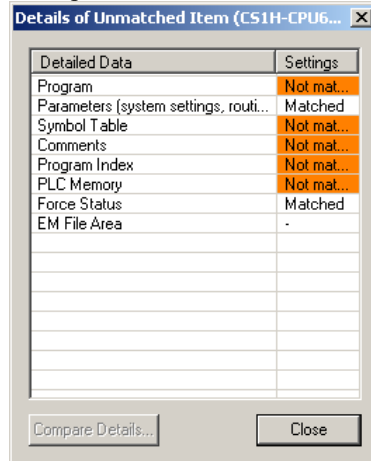 Details of Unmatched Item (CS1H-CPU6...
Detailed Data Settings
Program Not mat...
Parameters (system settings, routi... Matched
Symbol Table Not mat...
Comments Not mat...
Program Index Not mat...
PLC Memory Not mat...
Force Status Matched
EM File Area -
Compare Details... Close